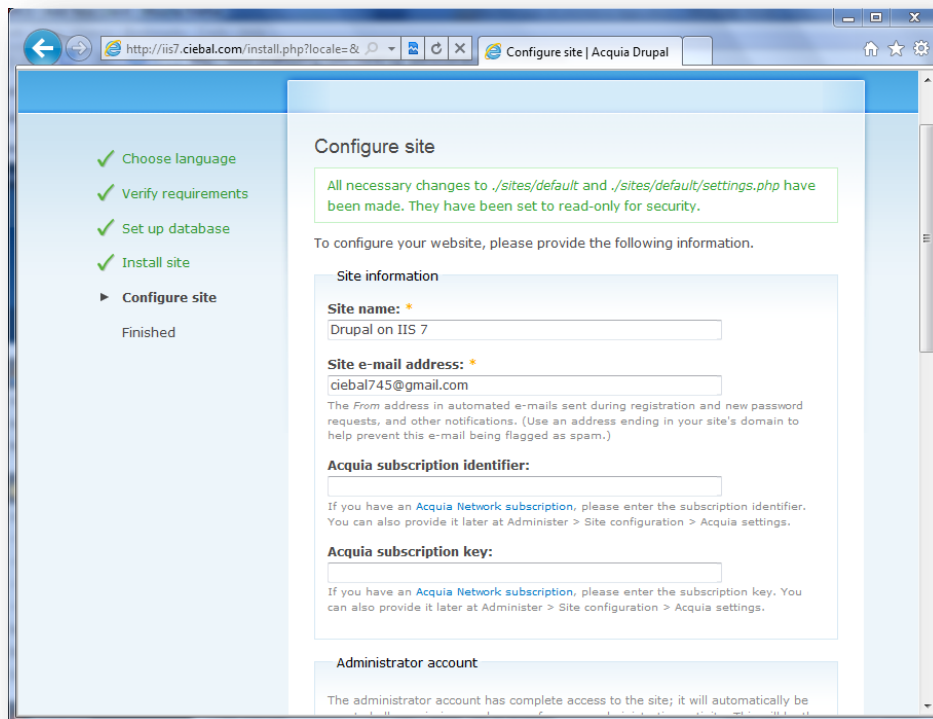 http://iis7.ciebal.com/install.php?locale=&
Configure site | Acquia Drupal
Choose language
Verify requirements
Set up database
Install site
Configure site
Finished
Configure site
All necessary changes to ./sites/default and ./sites/default/settings.php have
been made. They have been set to read-only for security.
To configure your website, please provide the following information.
Site information
Site name: *
Drupal on IIS 7
Site e-mail address: *
ciebal745@gmail.com
The From address in automated e-mails sent during registration and new password
requests, and other notifications. (Use an address ending in your site's domain to
help prevent this e-mail being flagged as spam.)
Acquia subscription identifier:
If you have an Acquia Network subscription, please enter the subscription identifier.
You can also provide it later at Administer > Site configuration > Acquia settings.
Acquia subscription key:
If you have an Acquia Network subscription, please enter the subscription key. You
can also provide it later at Administer > Site configuration > Acquia settings.
Administrator account
The administrator account has complete access to the site; it will automatically be